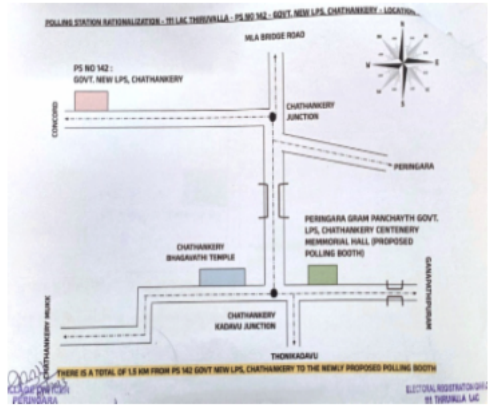 POLLING STATION RATIONALIZATION - 111 LAC THIRUVALLA - PS NO 142 - GOVT. NEW LPS, CHATHANKERY - LOCATION
MLA BRIDGE ROAD
PS NO 142 :
GOVT. NEW LPS, CHATHANKERY
N
W
E
S
CONCORD
CHATHANKERY
JUNCTION
PERINGARA
PERINGARA GRAM PANCHAYTH GOVT.
LPS, CHATHANKERY CENTENERY
MEMMORIAL HALL (PROPOSED
POLLING BOOTH)
CHATHANKERY
BHAGAVATHI TEMPLE
GANAPATHIPURAM
CHATHANKERY MUKK
CHATHANKERY
KADAVU JUNCTION
THONIKADAVU
THERE IS A TOTAL OF 1.5 KM FROM PS 142 GOVT NEW LPS, CHATHANKERY TO THE NEWLY PROPOSED POLLING BOOTH
PERINGARA
ELECTORAL REGISTRATION
111 THIRUVALLA LAC